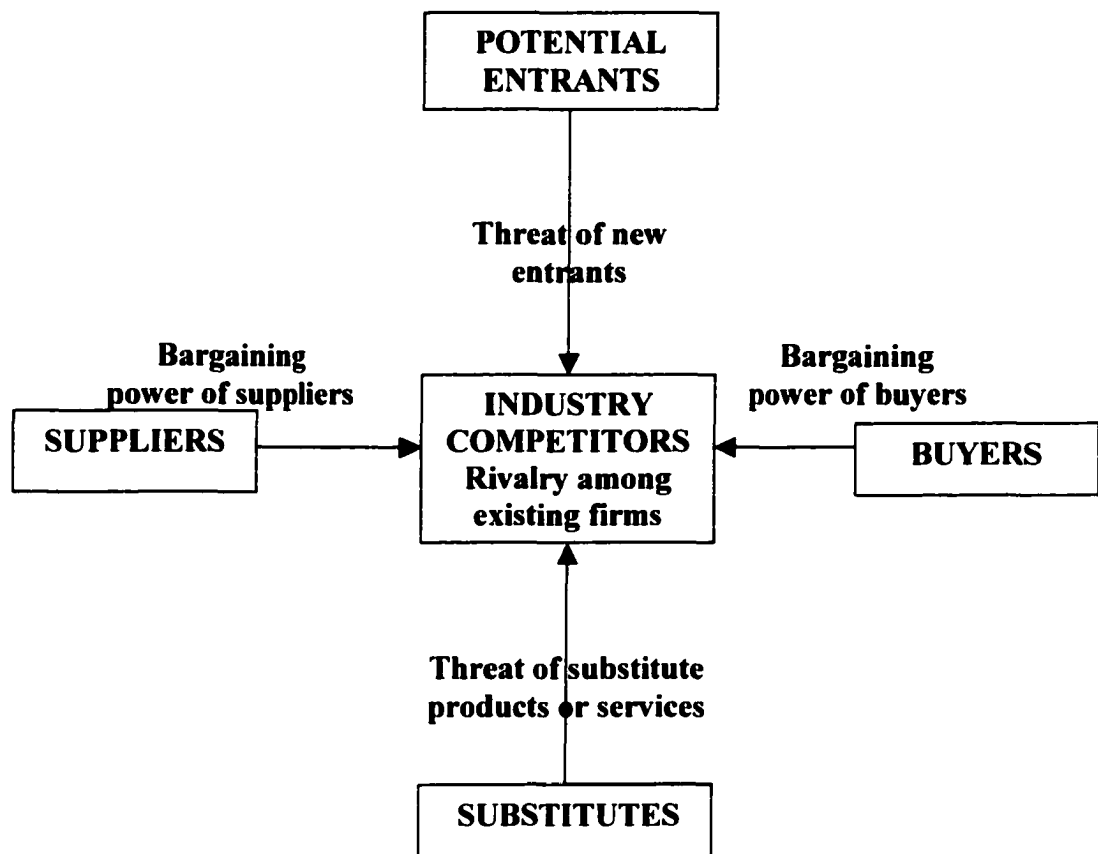 POTENTIAL
ENTRANTS
Threat of new
entrants
Bargaining
power of suppliers
SUPPLIERS
INDUSTRY
COMPETITORS
Rivalry among
existing firms
Bargaining
power of buyers
BUYERS
Threat of substitute
products or services
SUBSTITUTES